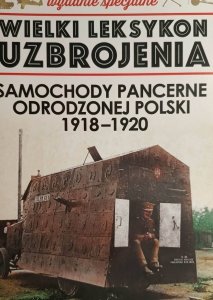 wydanie specjalne
WIELKI LEKSYKON
UZBROJENIA
SAMOCHODY PANCERNE
ODRODZONEJ POLSKI
1918–1920